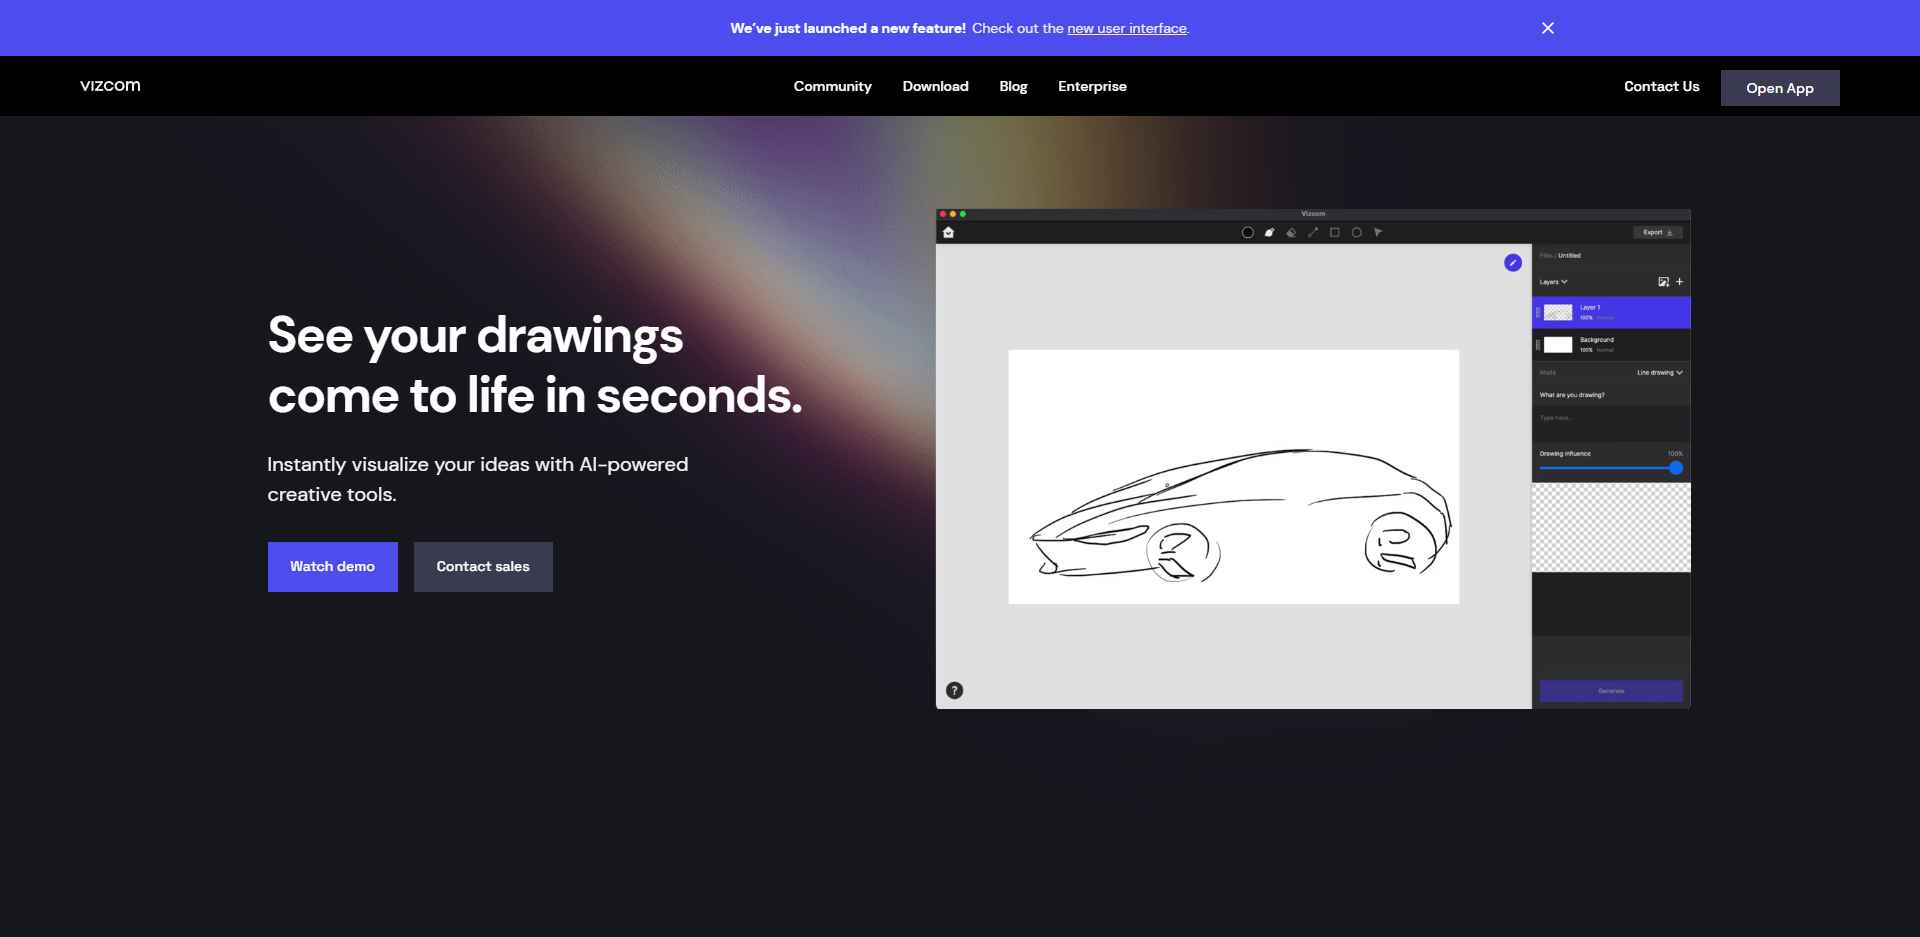 We've just launched a new feature! Check out the new user interface.
vizcom
Community Download Blog Enterprise
Contact Us
Open App
See your drawings
come to life in seconds.
Instantly visualize your ideas with AI-powered
creative tools.
Watch demo
Contact sales
Vizcom
Export
Files / Untitled
Layers
Layer 1
100% Normal
Background
100% Normal
Mode
Line drawing
What are you drawing?
Type here...
Drawing influence
100%
Generate
?